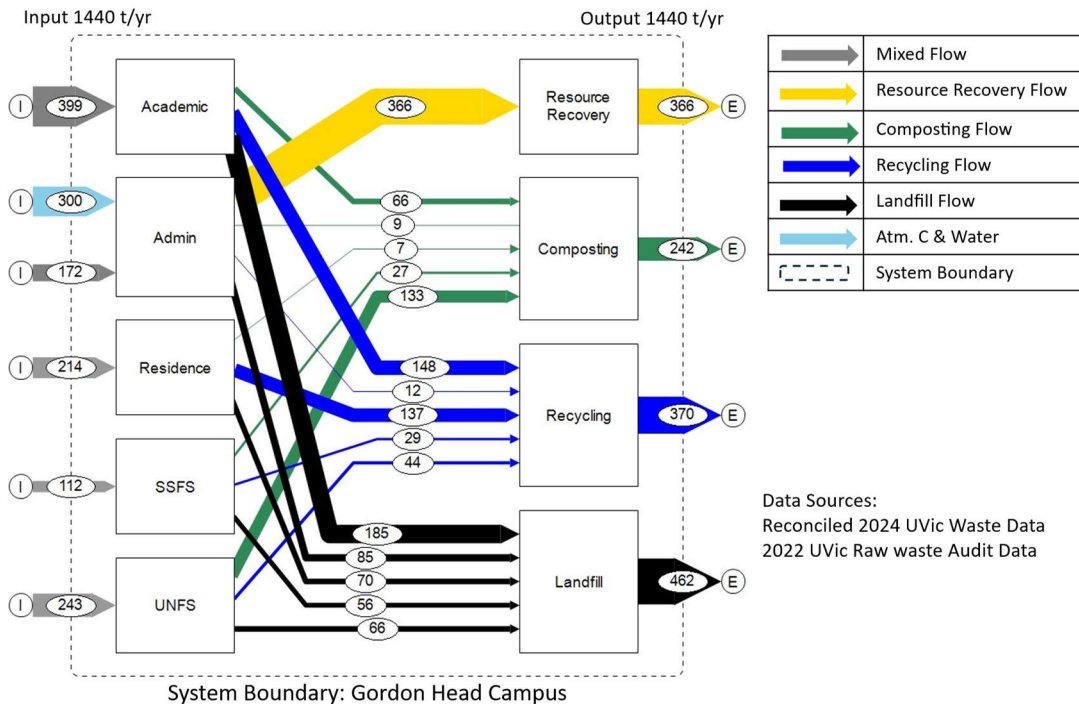 Input 1440 t/yr
Output 1440 t/yr
I
399
Academic
366
Resource
Recovery
366
E
I
300
Admin
I
172
66
9
7
27
133
Composting
242
E
I
214
Residence
148
12
137
29
44
Recycling
370
E
I
112
SSFS
I
243
UNFS
185
85
70
56
66
Landfill
462
E
System Boundary: Gordon Head Campus
Mixed Flow
Resource Recovery Flow
Composting Flow
Recycling Flow
Landfill Flow
Atm. C & Water
System Boundary
Data Sources:
Reconciled 2024 UVic Waste Data
2022 UVic Raw waste Audit Data